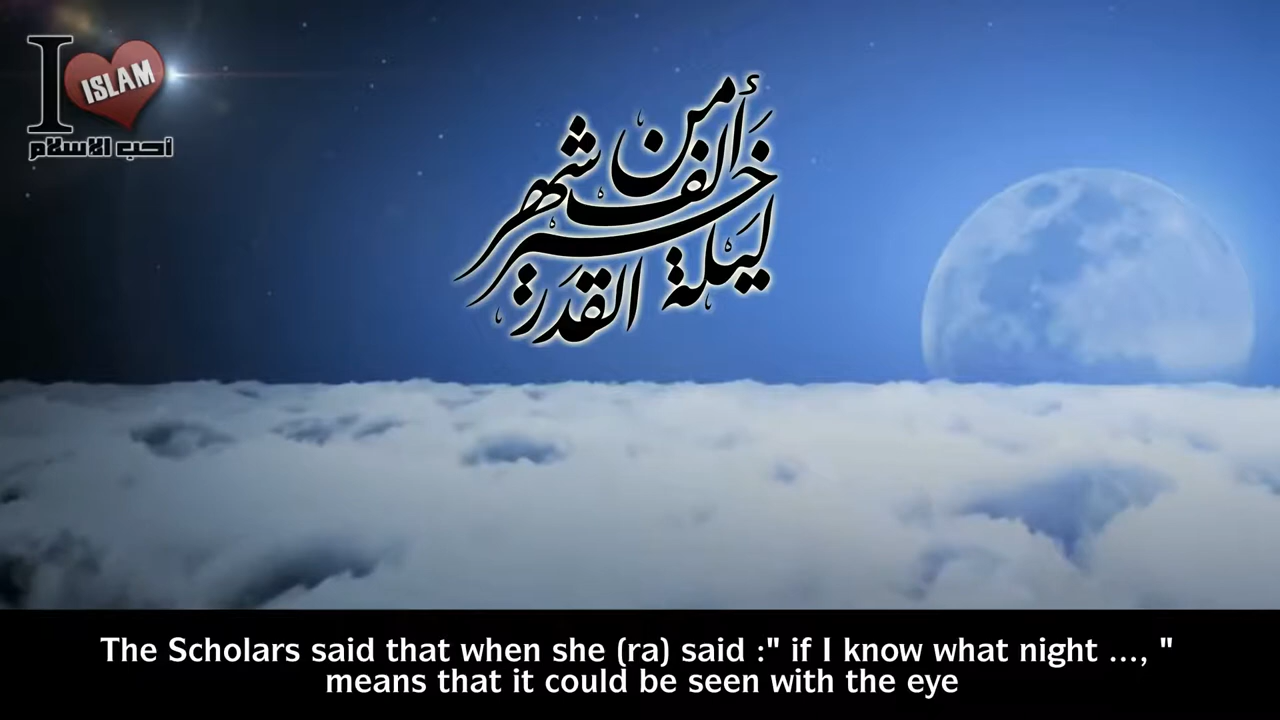 I ISLAM
أحب الاسلام
ليلة القدر خير من ألف شهر
The Scholars said that when she (ra) said :" if I know what night ..., "
means that it could be seen with the eye